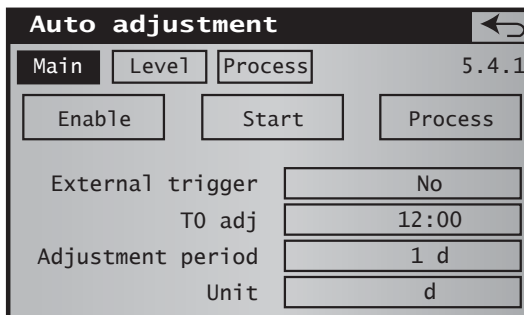 Auto adjustment
Main Level Process 5.4.1
Enable Start Process
External trigger No
T0 adj 12:00
Adjustment period 1 d
Unit d